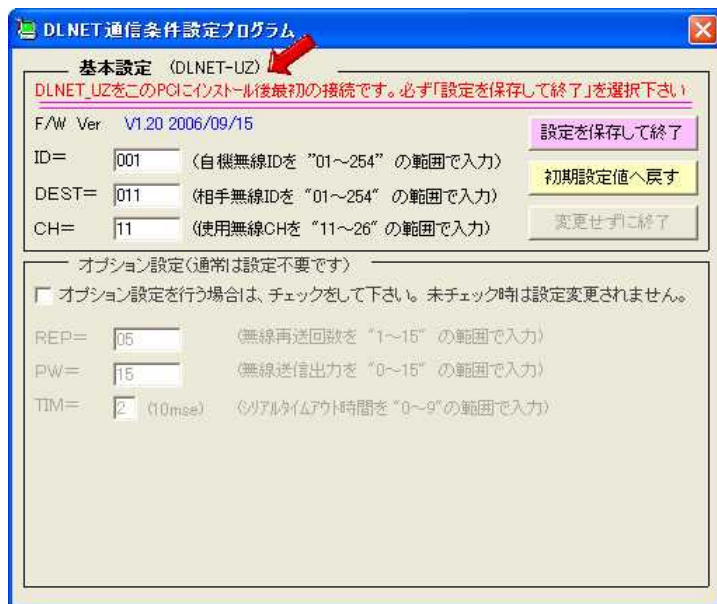 DLNET通信条件設定プログラム
基本設定 (DLNET-UZ)
DLNET_UZをこのPCにインストール後最初の接続です。必ず「設定を保存して終了」を選択下さい
F/W Ver V1.20 2006/09/15
設定を保存して終了
ID= 001 (自機無線IDを "01～254" の範囲で入力)
初期設定値へ戻す
DEST= 011 (相手無線IDを "01～254" の範囲で入力)
CH= 11 (使用無線CHを "11～26" の範囲で入力)
変更せずに終了
オプション設定(通常は設定不要です)
オプション設定を行う場合は、チェックをして下さい。未チェック時は設定変更されません。
REP= 05 (無線再送回数を "1～15" の範囲で入力)
PW= 15 (無線送信出力を "0～15" の範囲で入力)
TIM= 2 (10mse) (シリアルタイムアウト時間を "0～9"の範囲で入力)